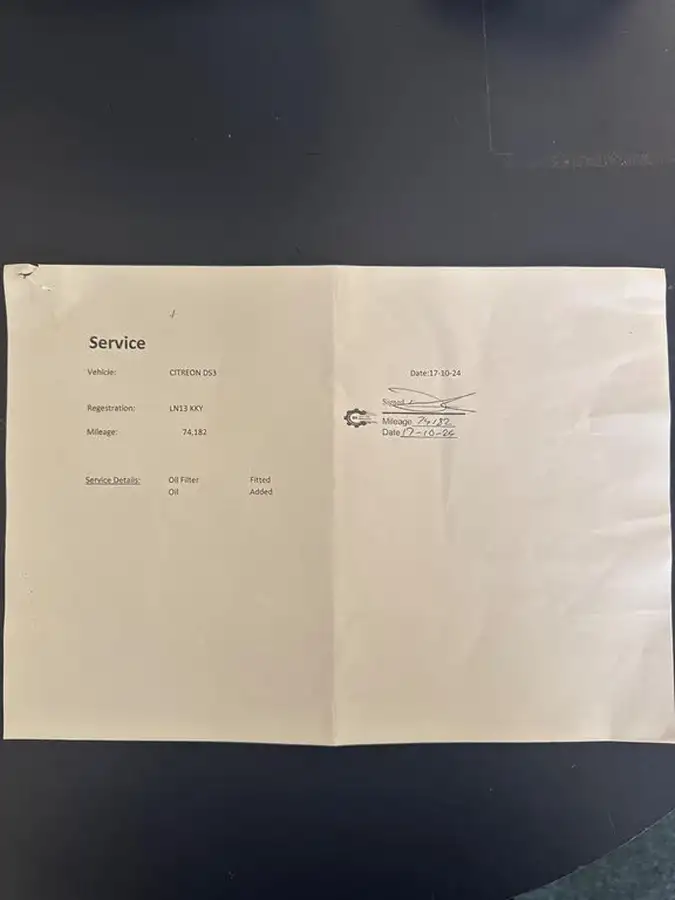 Service
Vehicle: CITREON DS3
Regestration: LN13 KKY
Mileage: 74,182
Service Details: Oil Filter Fitted
Oil Added
Date:17-10-24
Signed
Mileage 74182
Date 17-10-24